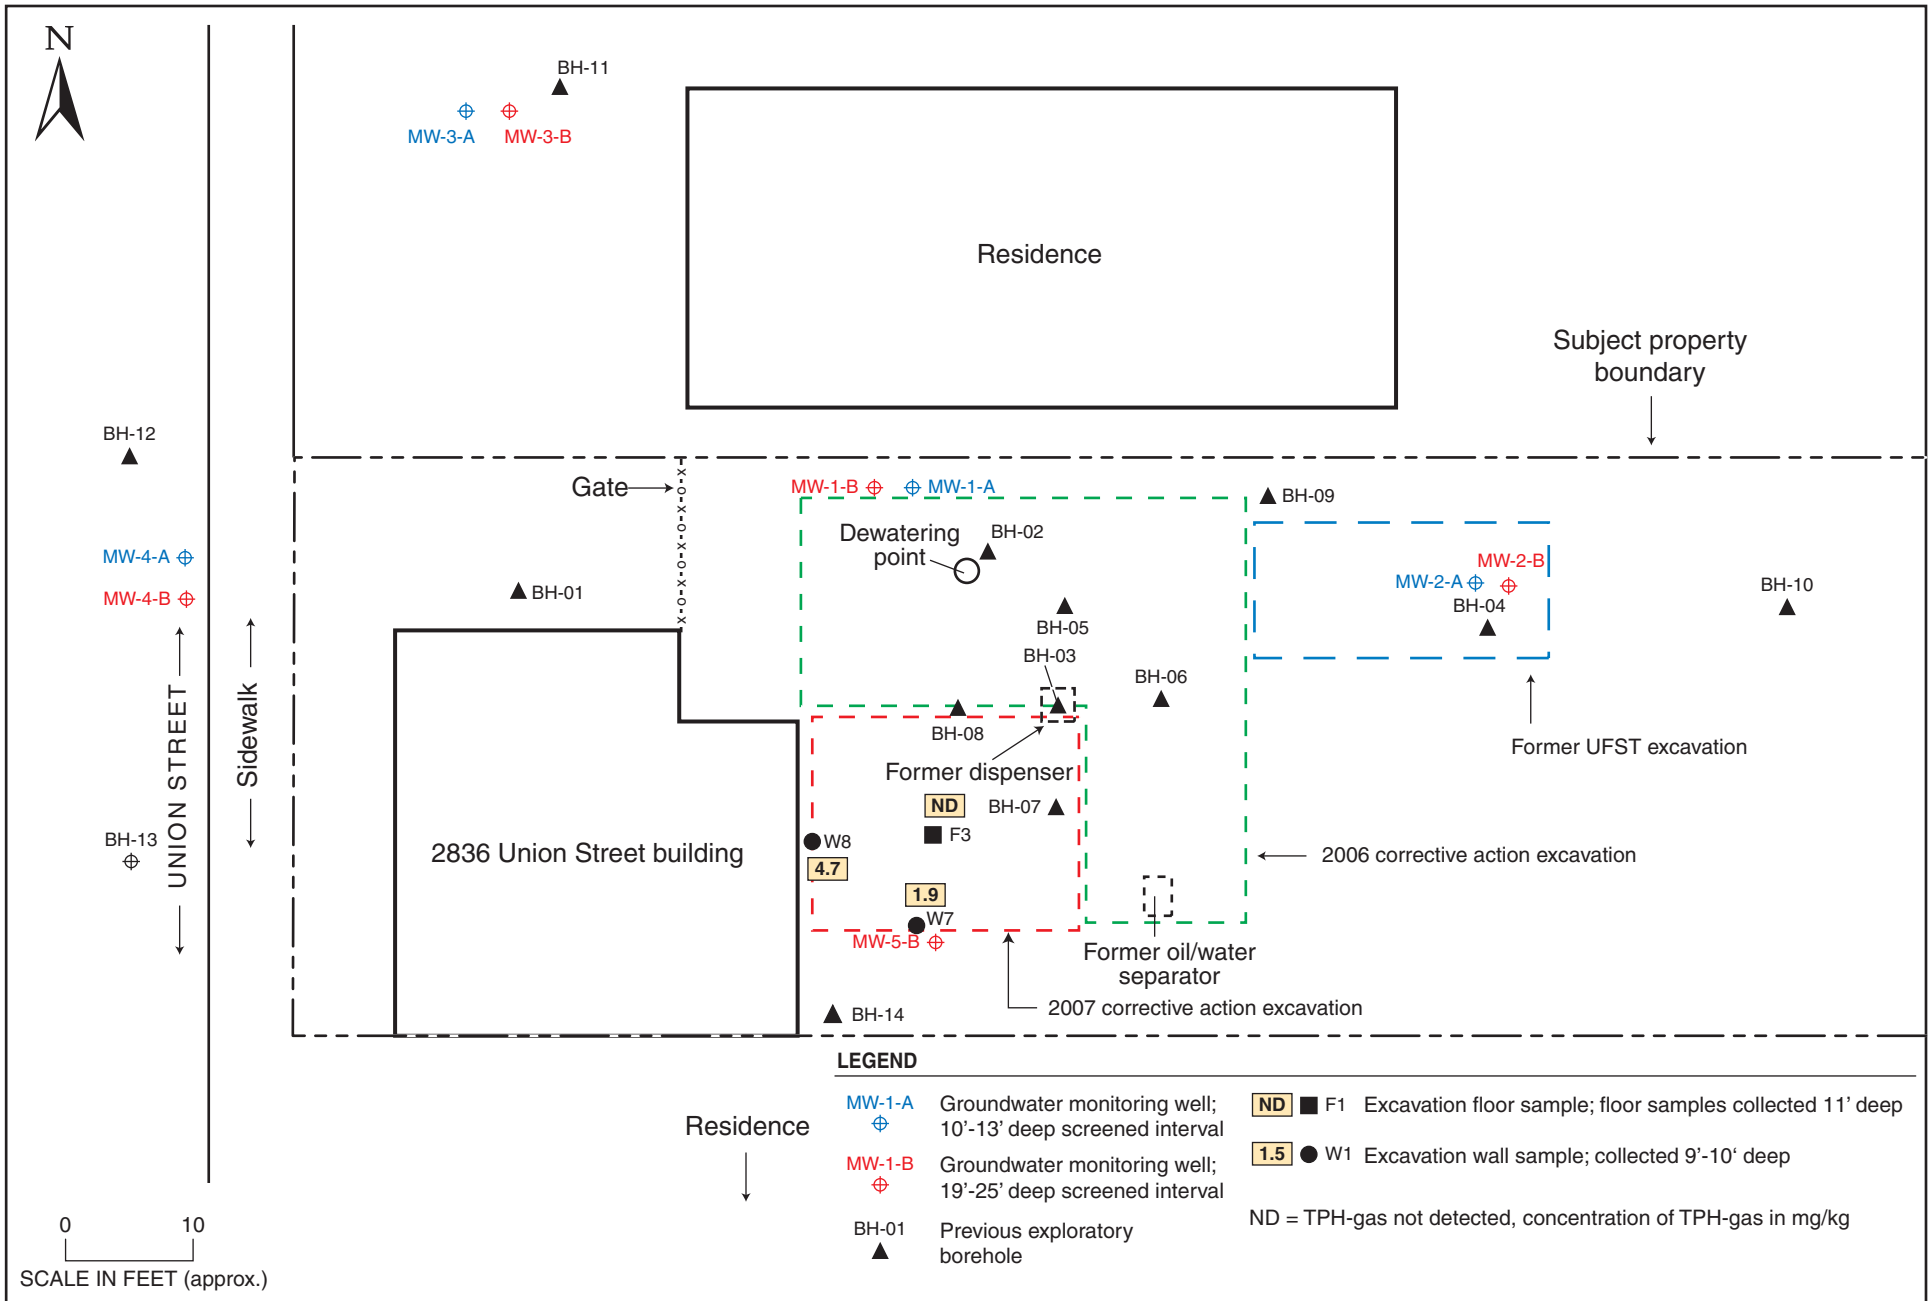 N
BH-11
MW-3-A
MW-3-B
Residence
Subject property
boundary
BH-12
Gate
MW-1-B
MW-1-A
BH-09
Dewatering
point
BH-02
MW-4-A
MW-4-B
BH-01
MW-2-B
MW-2-A
BH-04
BH-10
BH-05
BH-03
BH-06
BH-08
Former UFST excavation
Former dispenser
UNION STREET
Sidewalk
BH-13
2836 Union Street building
ND
BH-07
F3
W8
4.7
1.9
W7
MW-5-B
2006 corrective action excavation
Former oil/water
separator
2007 corrective action excavation
BH-14
x o x o x o x o x
Residence
LEGEND
MW-1-A
Groundwater monitoring well;
10’-13’ deep screened interval
MW-1-B
Groundwater monitoring well;
19’-25’ deep screened interval
BH-01
Previous exploratory
borehole
ND F1 Excavation floor sample; floor samples collected 11’ deep
1.5 W1 Excavation wall sample; collected 9’-10‘ deep
ND = TPH-gas not detected, concentration of TPH-gas in mg/kg
0 10
SCALE IN FEET (approx.)